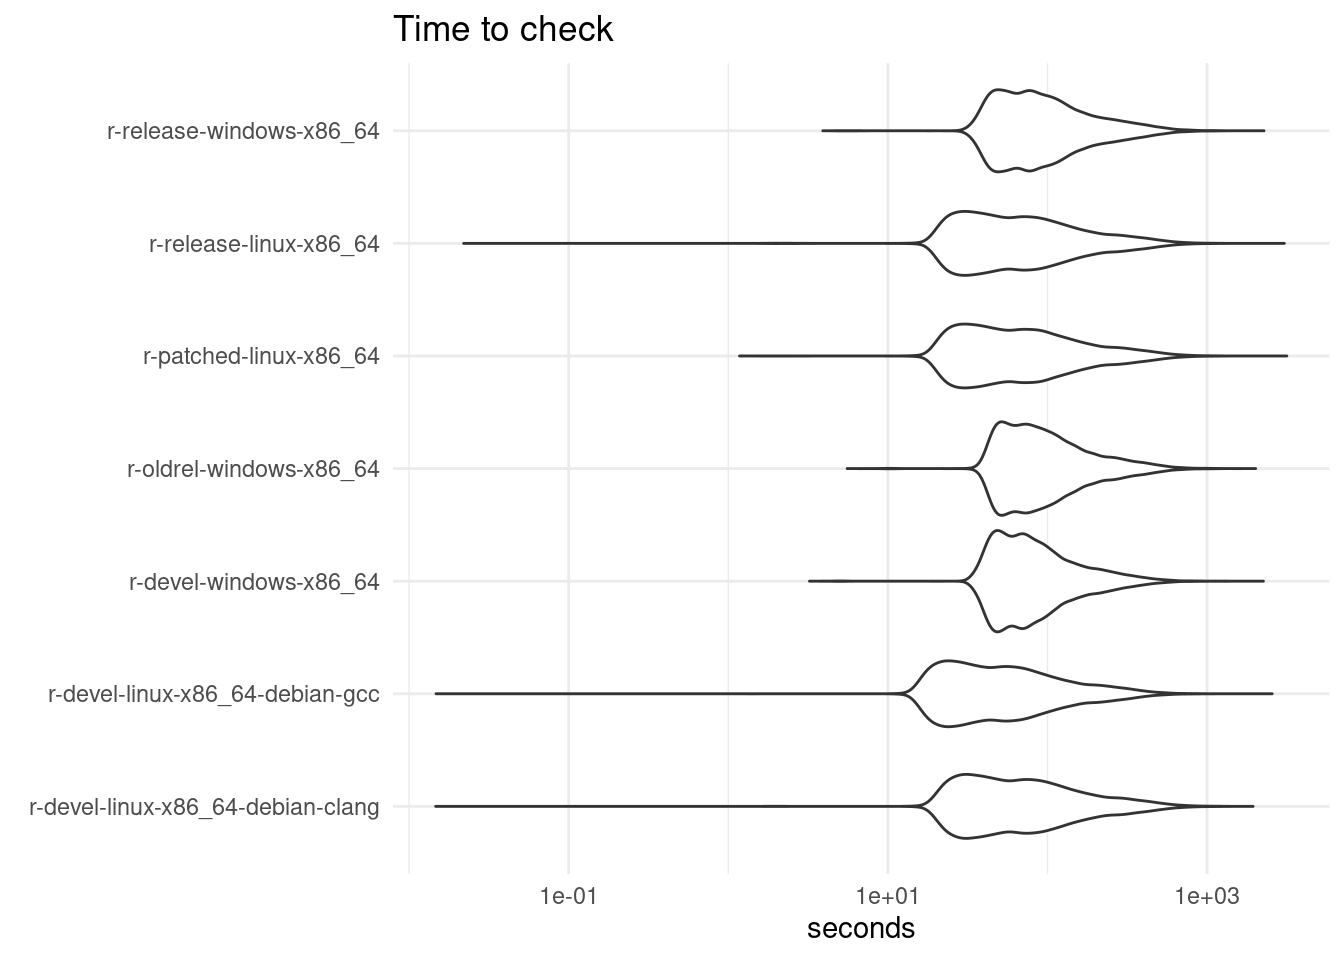 Time to check
r-release-windows-x86_64
r-release-linux-x86_64
r-patched-linux-x86_64
r-oldrel-windows-x86_64
r-devel-windows-x86_64
r-devel-linux-x86_64-debian-gcc
r-devel-linux-x86_64-debian-clang
1e-01 1e+01 1e+03
seconds